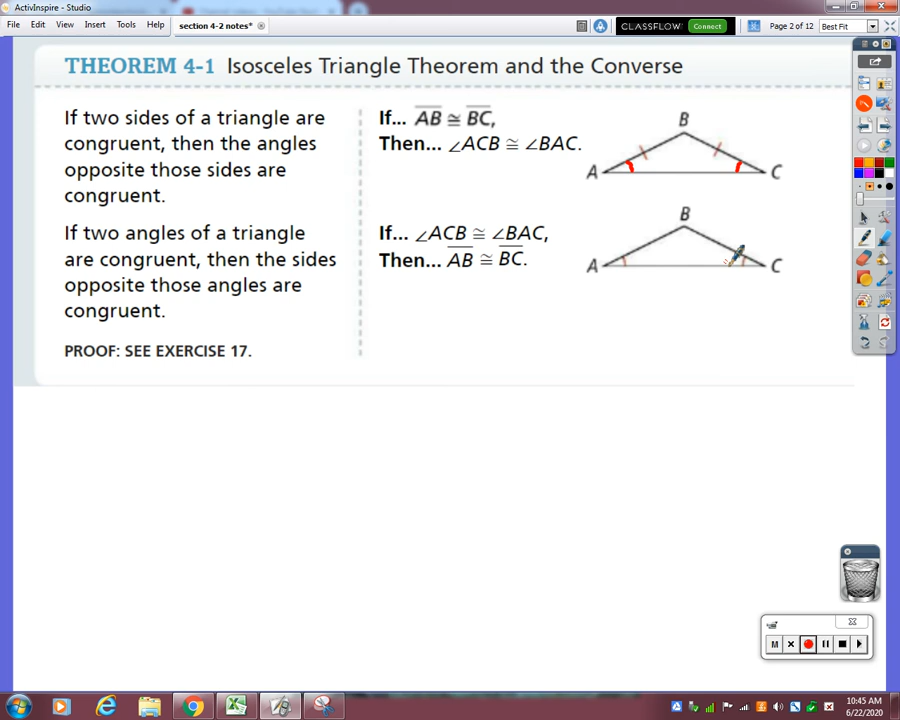 ActivInspire - Studio
File Edit View Insert Tools Help section 4-2 notes* CLASSFLOW Connect Page 2 of 12 Best Fit
THEOREM 4-1 Isosceles Triangle Theorem and the Converse
If two sides of a triangle are
congruent, then the angles
opposite those sides are
congruent.
If... AB ≅ BC,
Then... ∠ACB ≅ ∠BAC.
B
A C
If two angles of a triangle
are congruent, then the sides
opposite those angles are
congruent.
If... ∠ACB ≅ ∠BAC,
Then... AB ≅ BC.
B
A C
PROOF: SEE EXERCISE 17.
M
10:45 AM
6/22/2020